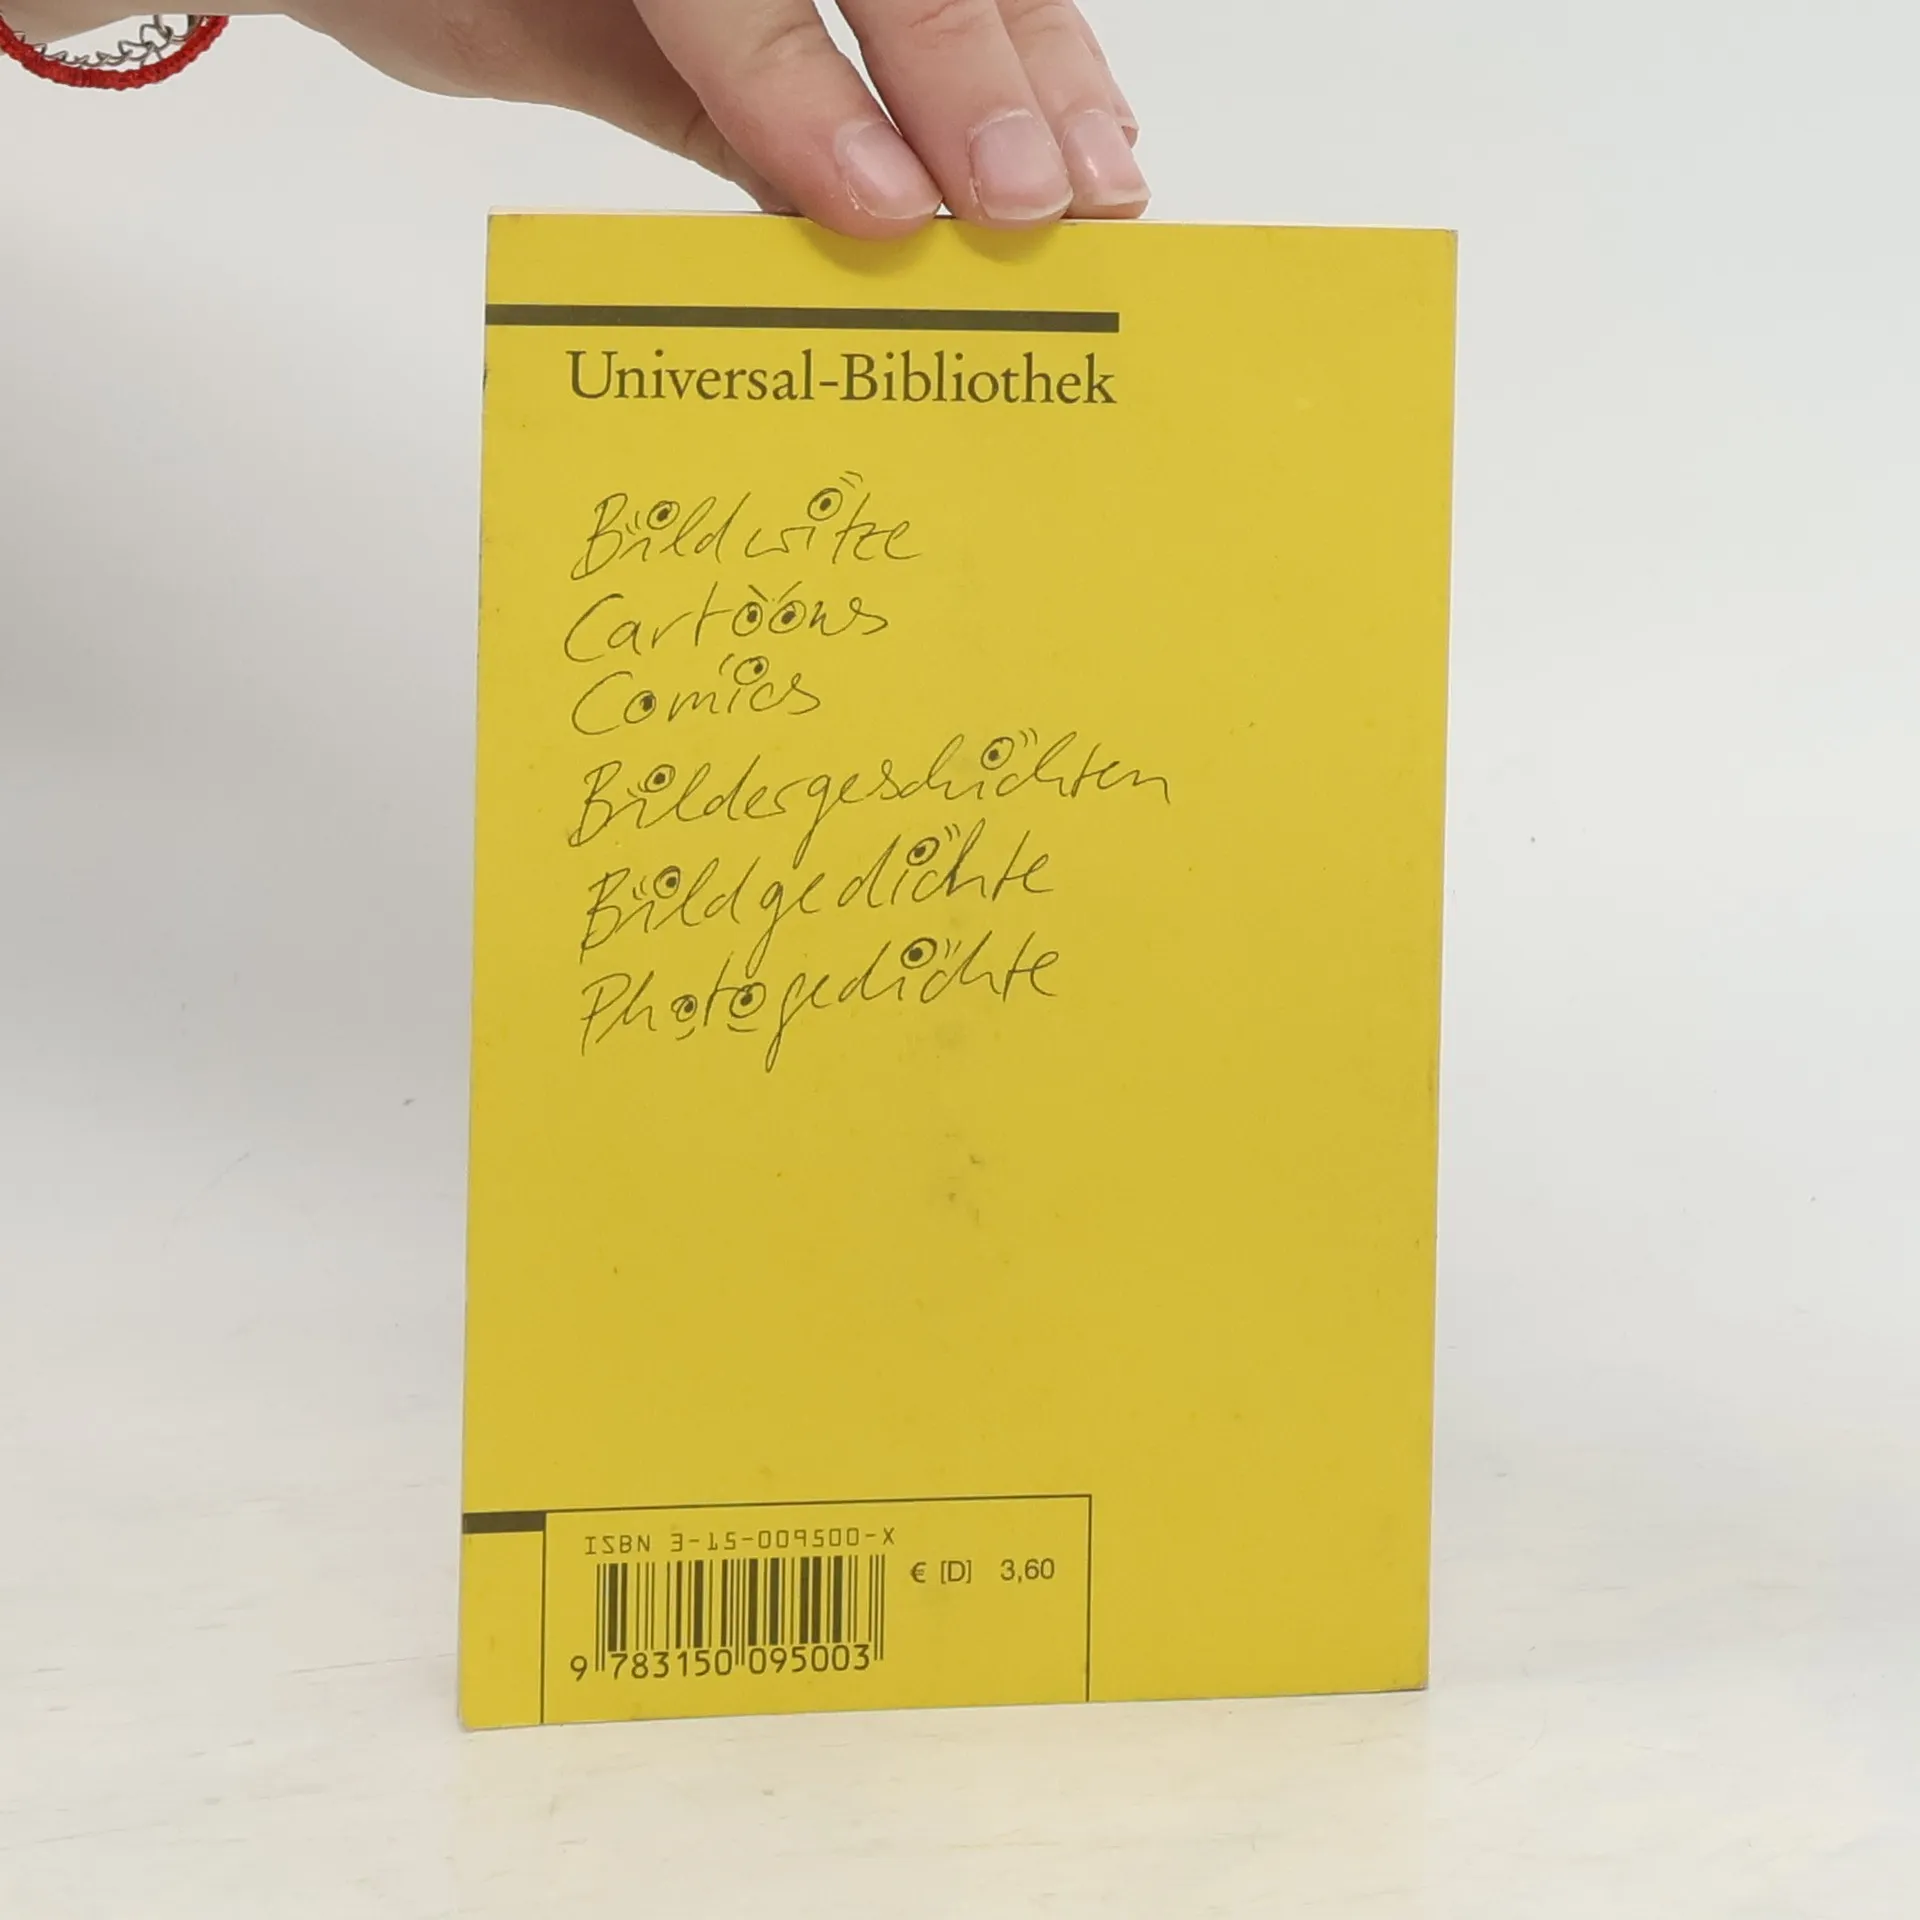 Universal-Bibliothek
Bildwitze
Cartoons
Comics
Bildergeschichten
Bildgedichte
Photogedichte
ISBN 3-15-009500-X
€ [D] 3,60
9 783150 095003